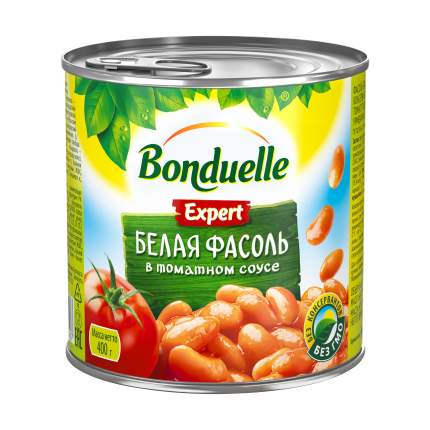 Bonduelle
®
Expert
БЕЛАЯ ФАСОЛЬ
в томатном соусе
Масса нетто
400 г
БЕЗ КОНСЕРВАНТОВ
БЕЗ ГМО